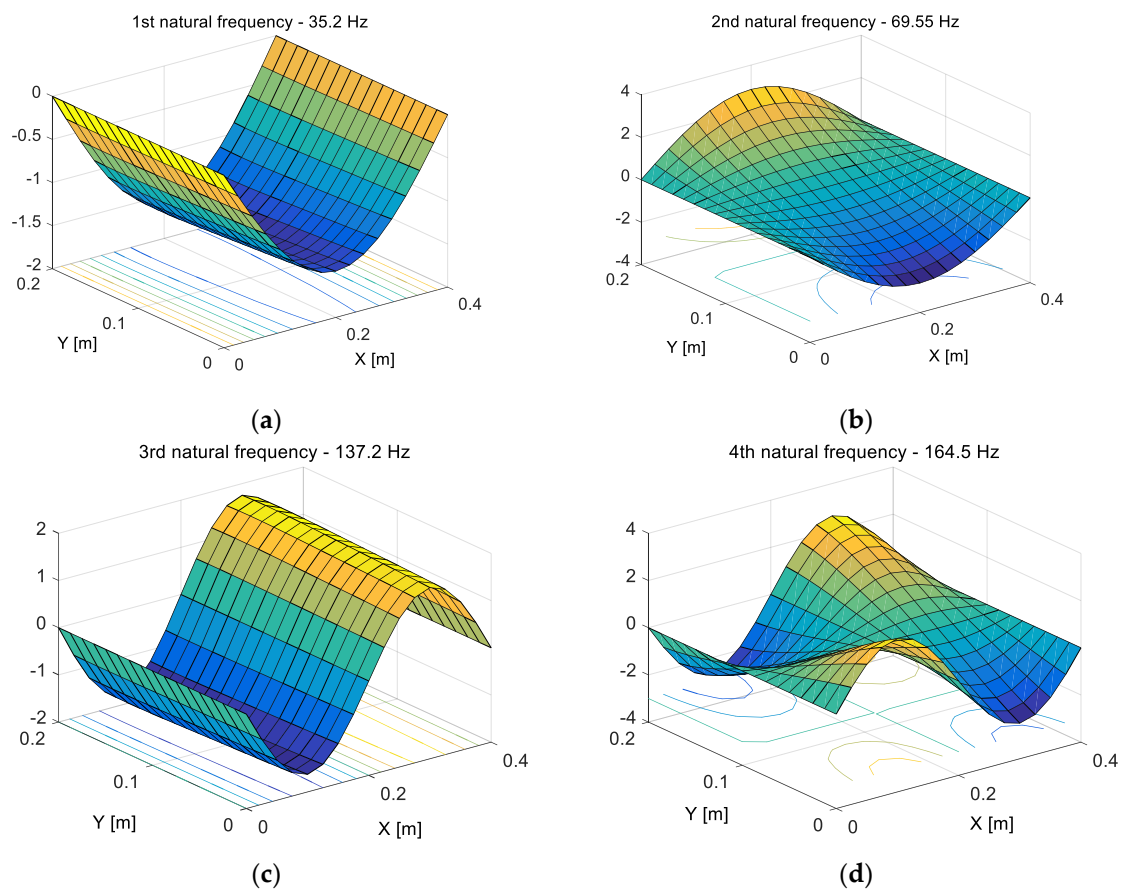 1st natural frequency - 35.2 Hz
0
-0.5
-1
-1.5
-2
0.2
0.1
0
0
0.2
0.4
Y [m]
X [m]
(a)
2nd natural frequency - 69.55 Hz
4
2
0
-2
-4
0.2
0.1
0
0
0.2
0.4
Y [m]
X [m]
(b)
3rd natural frequency - 137.2 Hz
2
1
0
-1
-2
0.2
0.1
0
0
0.2
0.4
Y [m]
X [m]
(c)
4th natural frequency - 164.5 Hz
4
2
0
-2
-4
0.2
0.1
0
0
0.2
0.4
Y [m]
X [m]
(d)